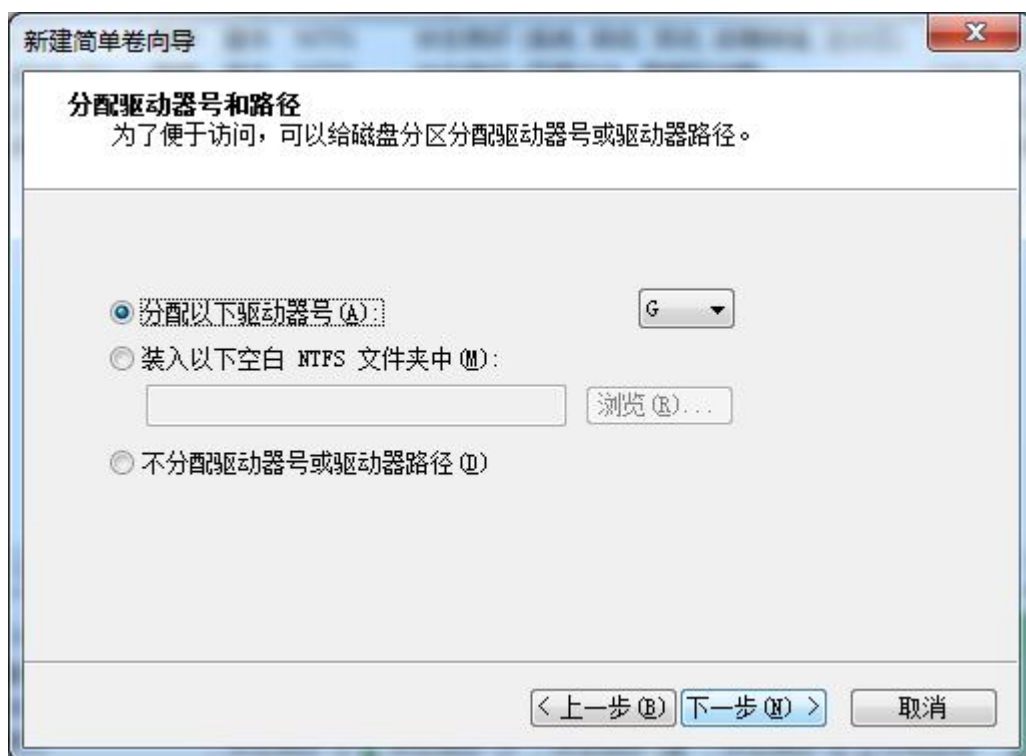 新建简单卷向导
分配驱动器号和路径
为了便于访问，可以给磁盘分区分配驱动器号或驱动器路径。
分配以下驱动器号(A): G
装入以下空白 NTFS 文件夹中(M):
浏览(R)...
不分配驱动器号或驱动器路径(D)
< 上一步(B) 下一步(N) > 取消